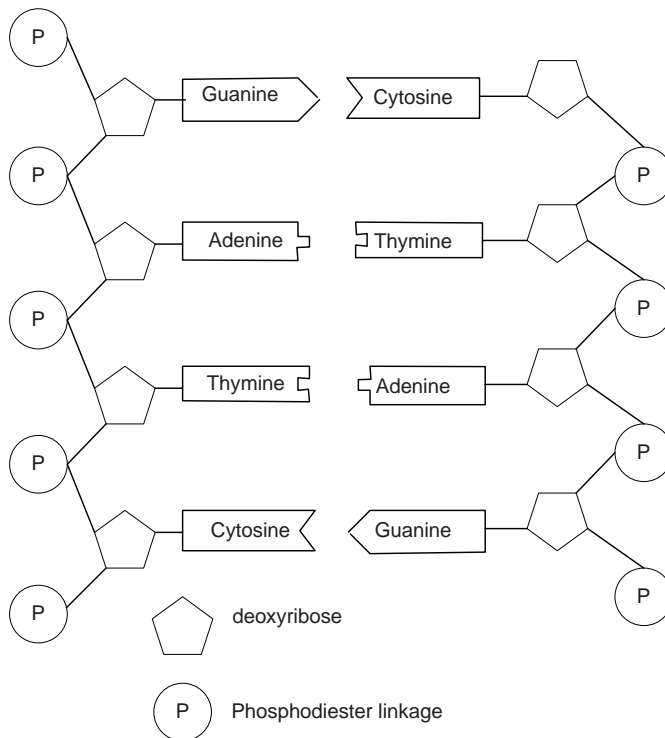 P
Guanine Cytosine
P P
Adenine Thymine
P P
Thymine Adenine
P P
Cytosine Guanine
P P
deoxyribose
P Phosphodiester linkage